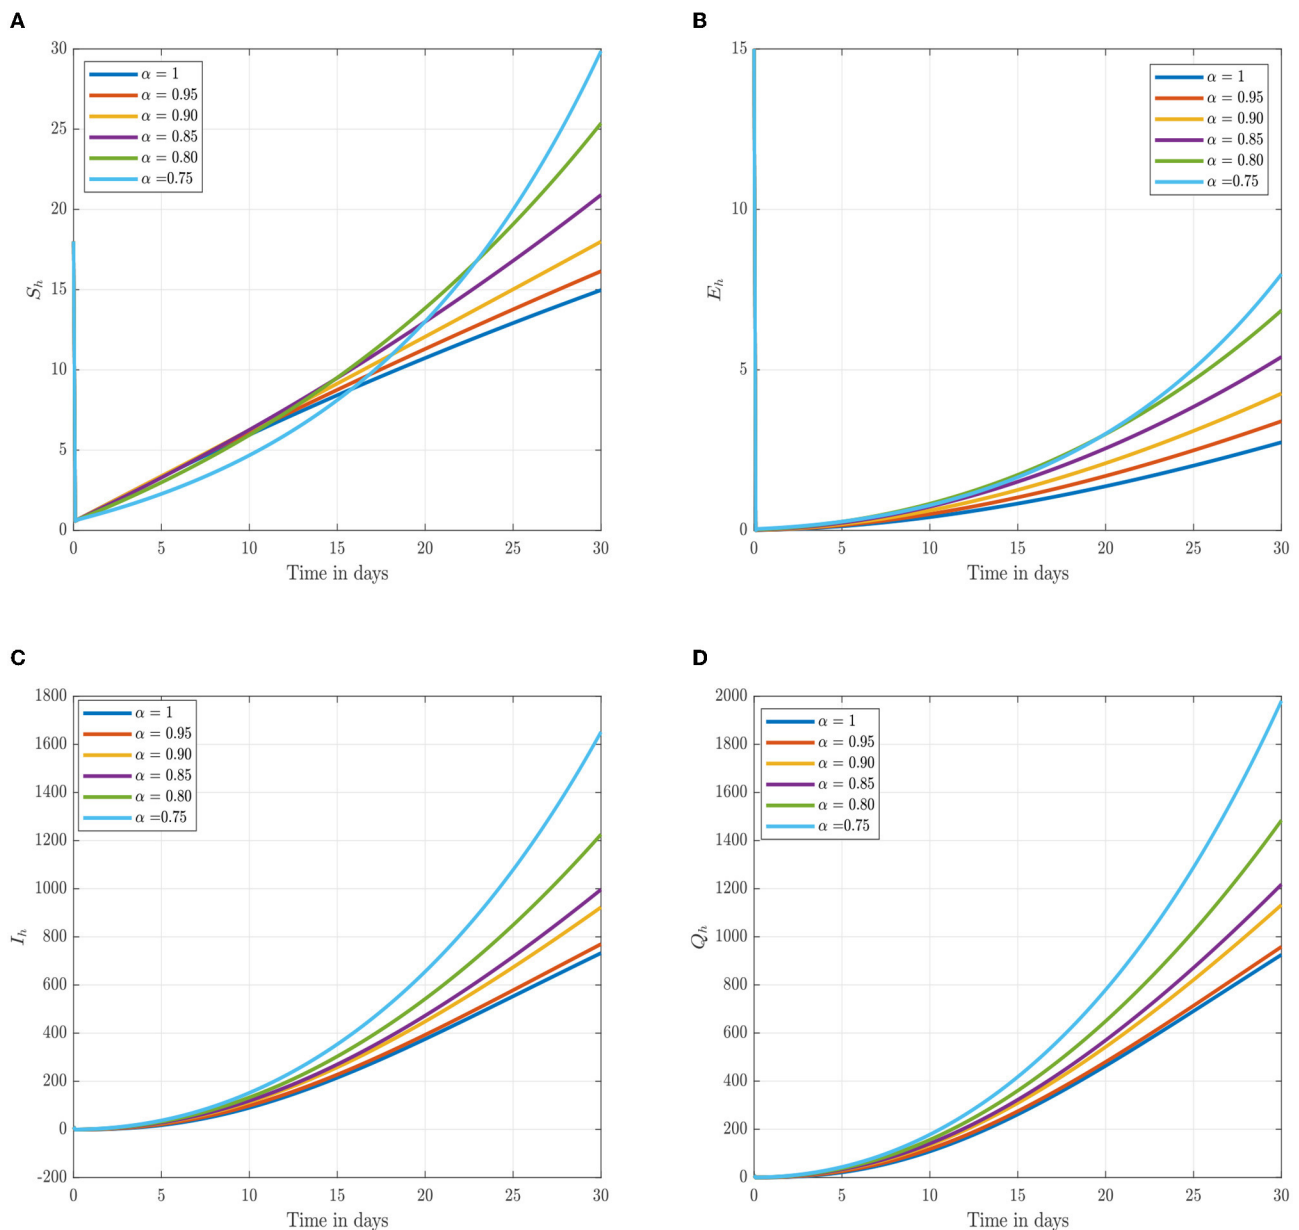 A
30
25
20
15
10
5
0
S_h
α = 1
α = 0.95
α = 0.90
α = 0.85
α = 0.80
α =0.75
0 5 10 15 20 25 30
Time in days
B
15
10
5
0
E_h
α = 1
α = 0.95
α = 0.90
α = 0.85
α = 0.80
α =0.75
0 5 10 15 20 25 30
Time in days
C
1800
1600
1400
1200
1000
800
600
400
200
0
-200
I_h
α = 1
α = 0.95
α = 0.90
α = 0.85
α = 0.80
α =0.75
0 5 10 15 20 25 30
Time in days
D
2000
1800
1600
1400
1200
1000
800
600
400
200
0
Q_h
α = 1
α = 0.95
α = 0.90
α = 0.85
α = 0.80
α =0.75
0 5 10 15 20 25 30
Time in days